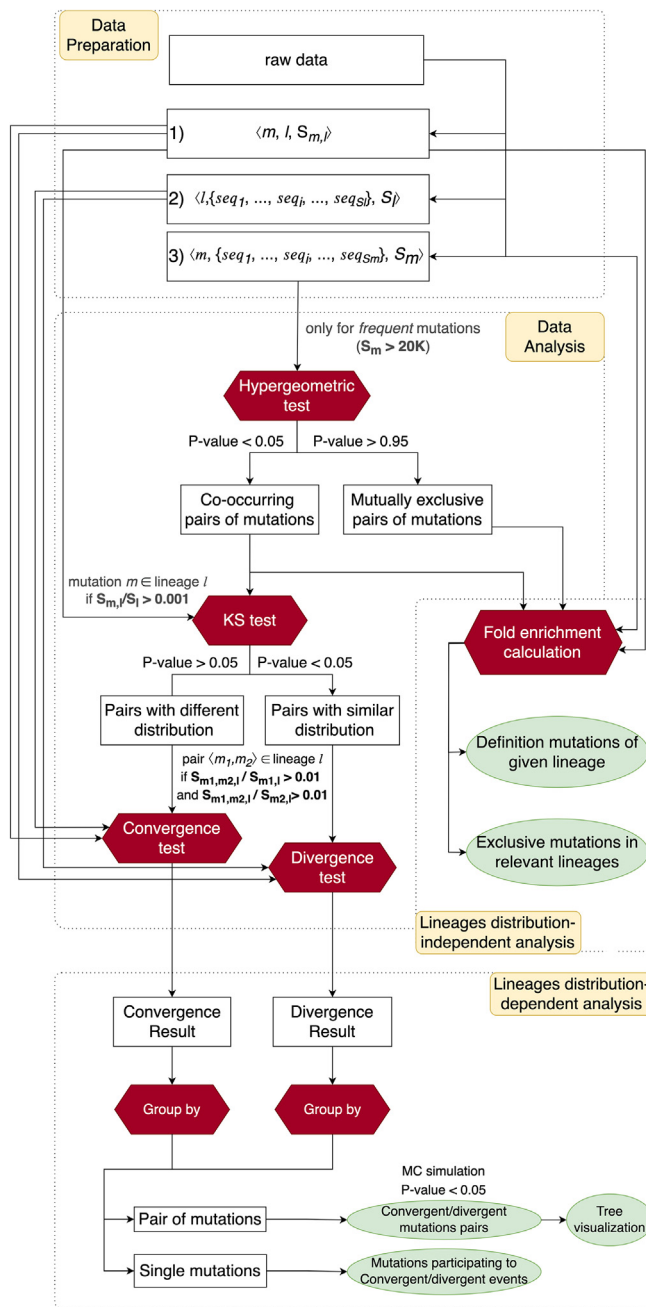 Data
Preparation
raw data
1) ⟨m, l, Sm,l⟩
2) ⟨l,{seq1, ..., seqi, ..., seqSl}, Sl⟩
3) ⟨m, {seq1, ..., seqi, ..., seqSm}, Sm⟩
only for frequent mutations
(Sm > 20K)
Data
Analysis
Hypergeometric
test
P-value < 0.05
P-value > 0.95
Co-occurring
pairs of mutations
Mutually exclusive
pairs of mutations
mutation m ∈ lineage l
if Sm,l/Sl > 0.001
KS test
Fold enrichment
calculation
P-value > 0.05
P-value < 0.05
Pairs with different
distribution
Pairs with similar
distribution
Definition mutations of
given lineage
pair ⟨m1,m2⟩ ∈ lineage l
if Sm1,m2,l / Sm1,l > 0.01
and Sm1,m2,l / Sm2,l > 0.01
Convergence
test
Divergence
test
Exclusive mutations in
relevant lineages
Lineages distribution-
independent analysis
Lineages distribution-
dependent analysis
Convergence
Result
Divergence
Result
Group by
Group by
MC simulation
P-value < 0.05
Pair of mutations
Convergent/divergent
mutations pairs
Tree
visualization
Single mutations
Mutations participating to
Convergent/divergent events